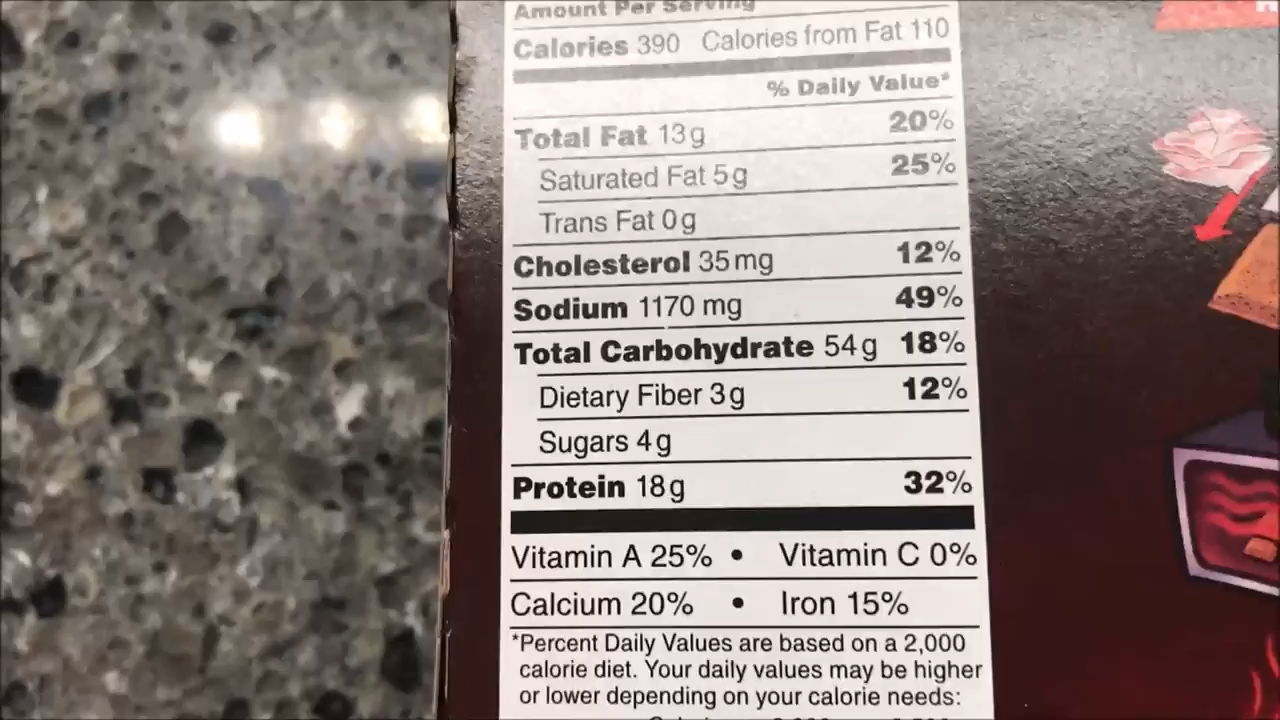 Amount Per Serving
Calories 390 Calories from Fat 110
% Daily Value*
Total Fat 13g 20%
Saturated Fat 5g 25%
Trans Fat 0g
Cholesterol 35mg 12%
Sodium 1170 mg 49%
Total Carbohydrate 54g 18%
Dietary Fiber 3g 12%
Sugars 4g
Protein 18g 32%
Vitamin A 25% • Vitamin C 0%
Calcium 20% • Iron 15%
*Percent Daily Values are based on a 2,000
calorie diet. Your daily values may be higher
or lower depending on your calorie needs: